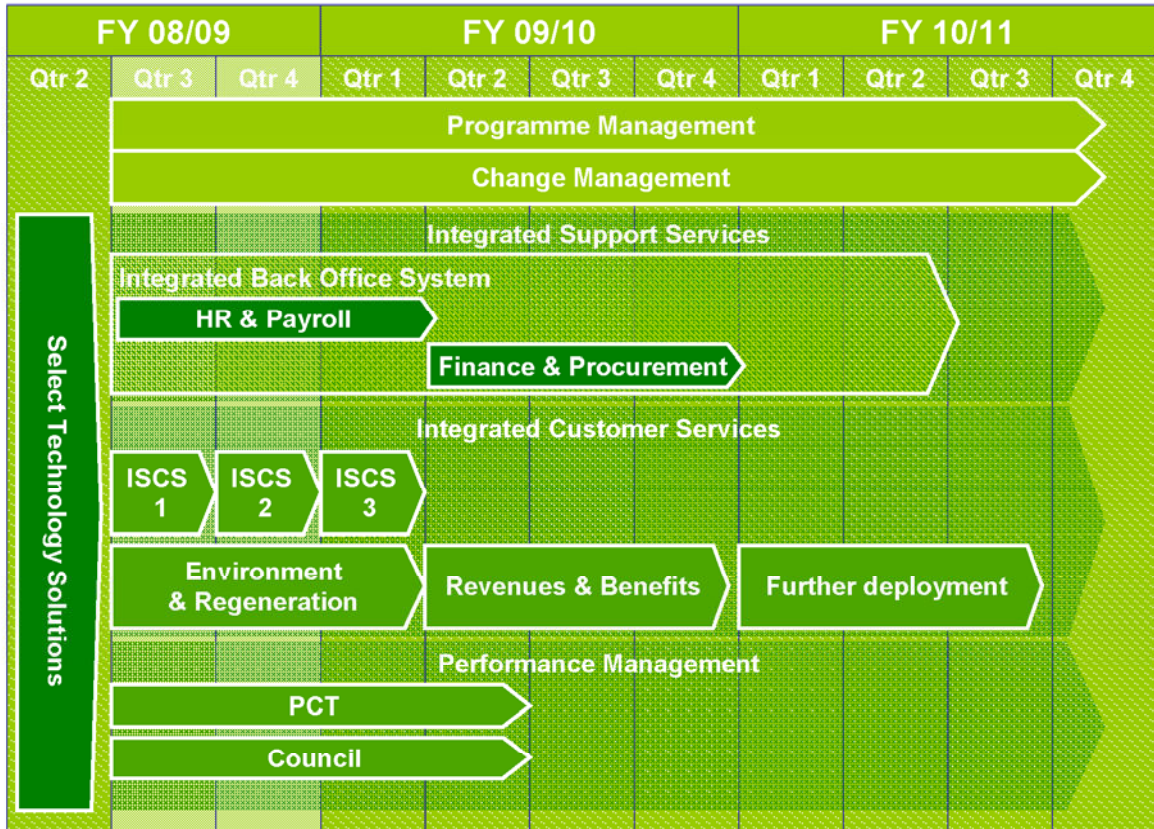 FY 08/09 FY 09/10 FY 10/11
Qtr 2 Qtr 3 Qtr 4 Qtr 1 Qtr 2 Qtr 3 Qtr 4 Qtr 1 Qtr 2 Qtr 3 Qtr 4
Programme Management
Change Management
Select Technology Solutions
Integrated Support Services
Integrated Back Office System
HR & Payroll
Finance & Procurement
Integrated Customer Services
ISCS
1
ISCS
2
ISCS
3
Environment
& Regeneration
Revenues & Benefits
Further deployment
Performance Management
PCT
Council